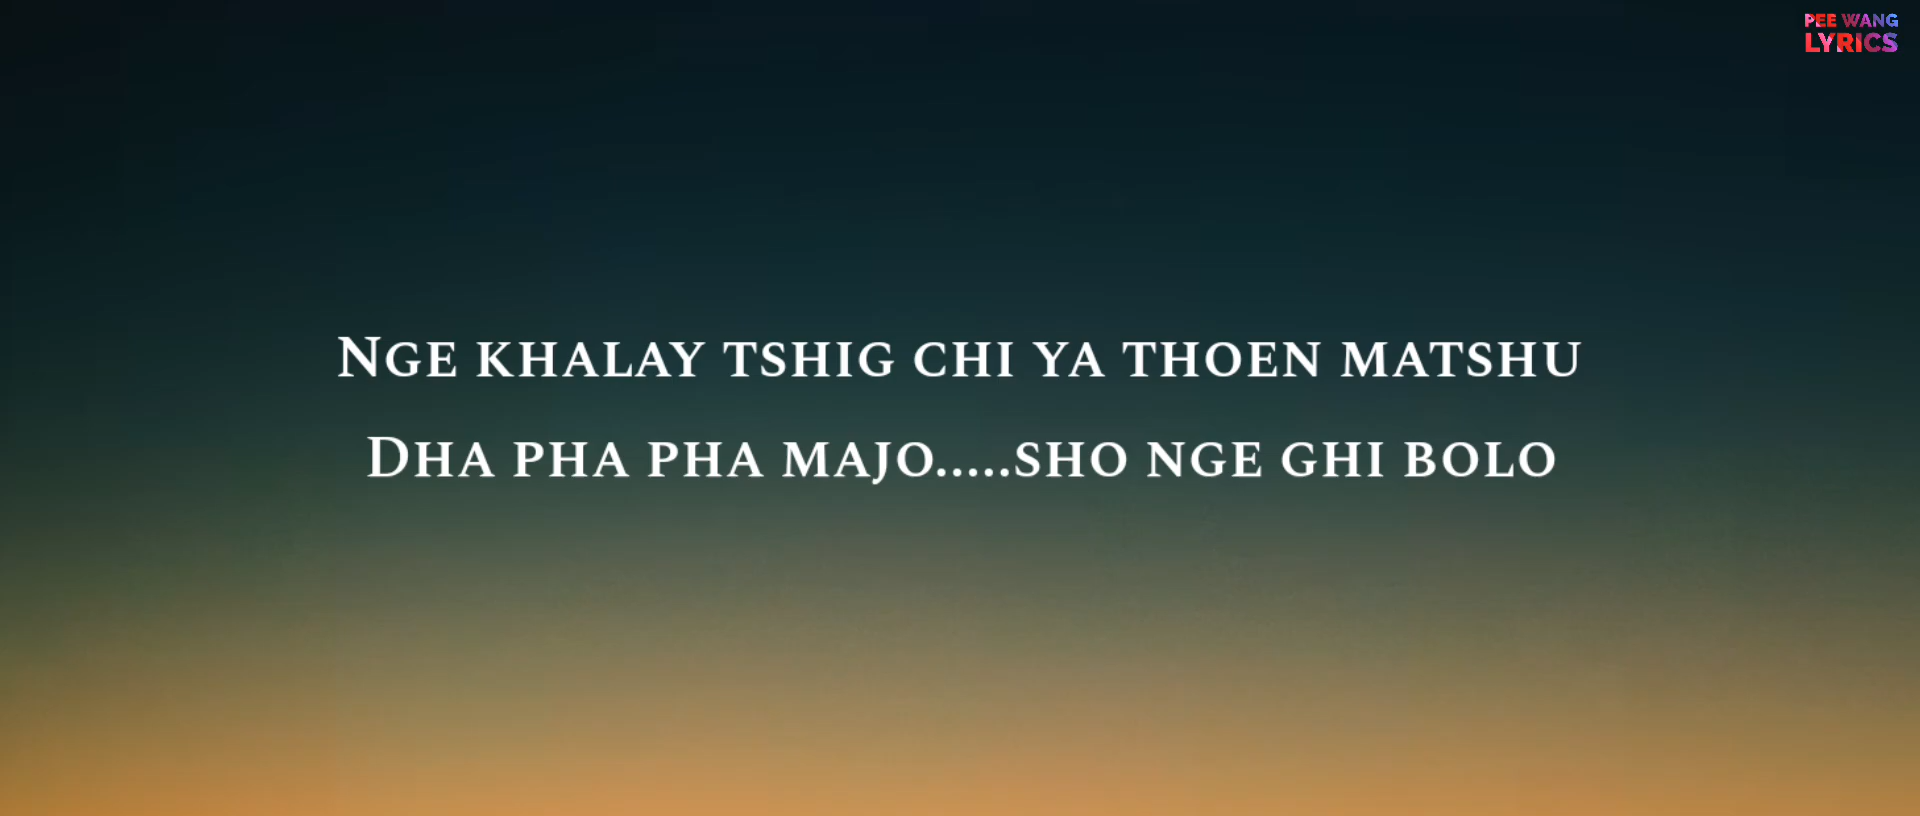 PEE WANG
LYRICS
Nge khalay tshig chi ya thoen matshu
Dha pha pha majo.....sho nge ghi bolo